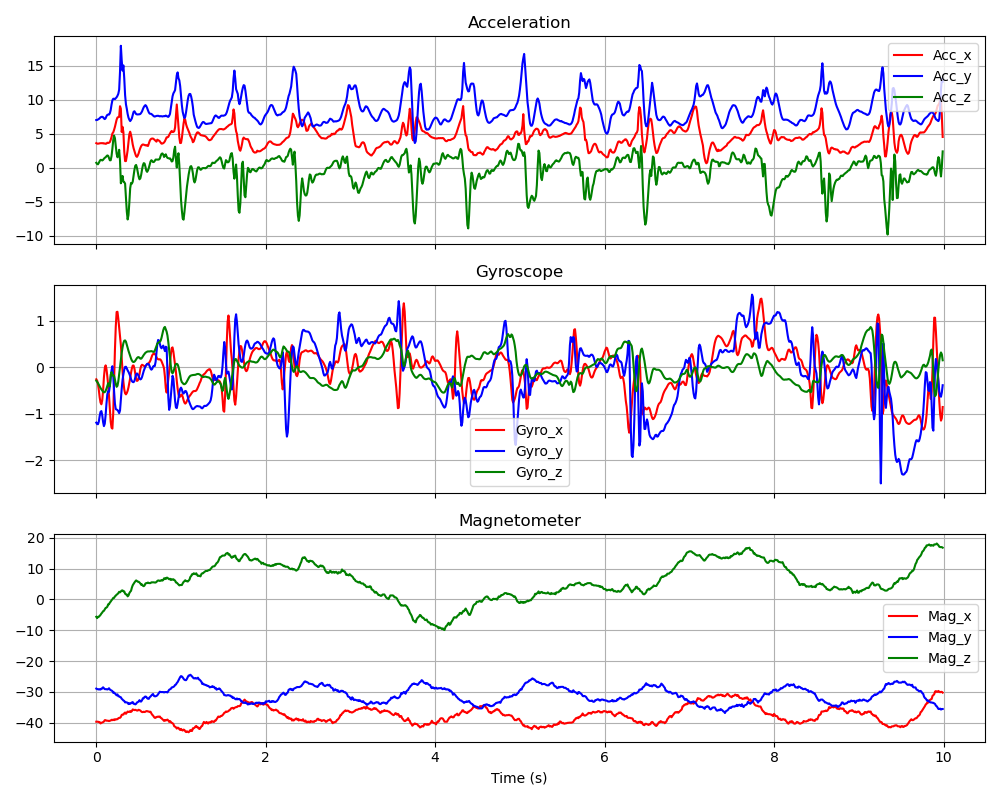 Acceleration
15
10
5
0
−5
−10
Acc_x
Acc_y
Acc_z
Gyroscope
1
0
−1
−2
Gyro_x
Gyro_y
Gyro_z
Magnetometer
20
10
0
−10
−20
−30
−40
Mag_x
Mag_y
Mag_z
0 2 4 6 8 10
Time (s)